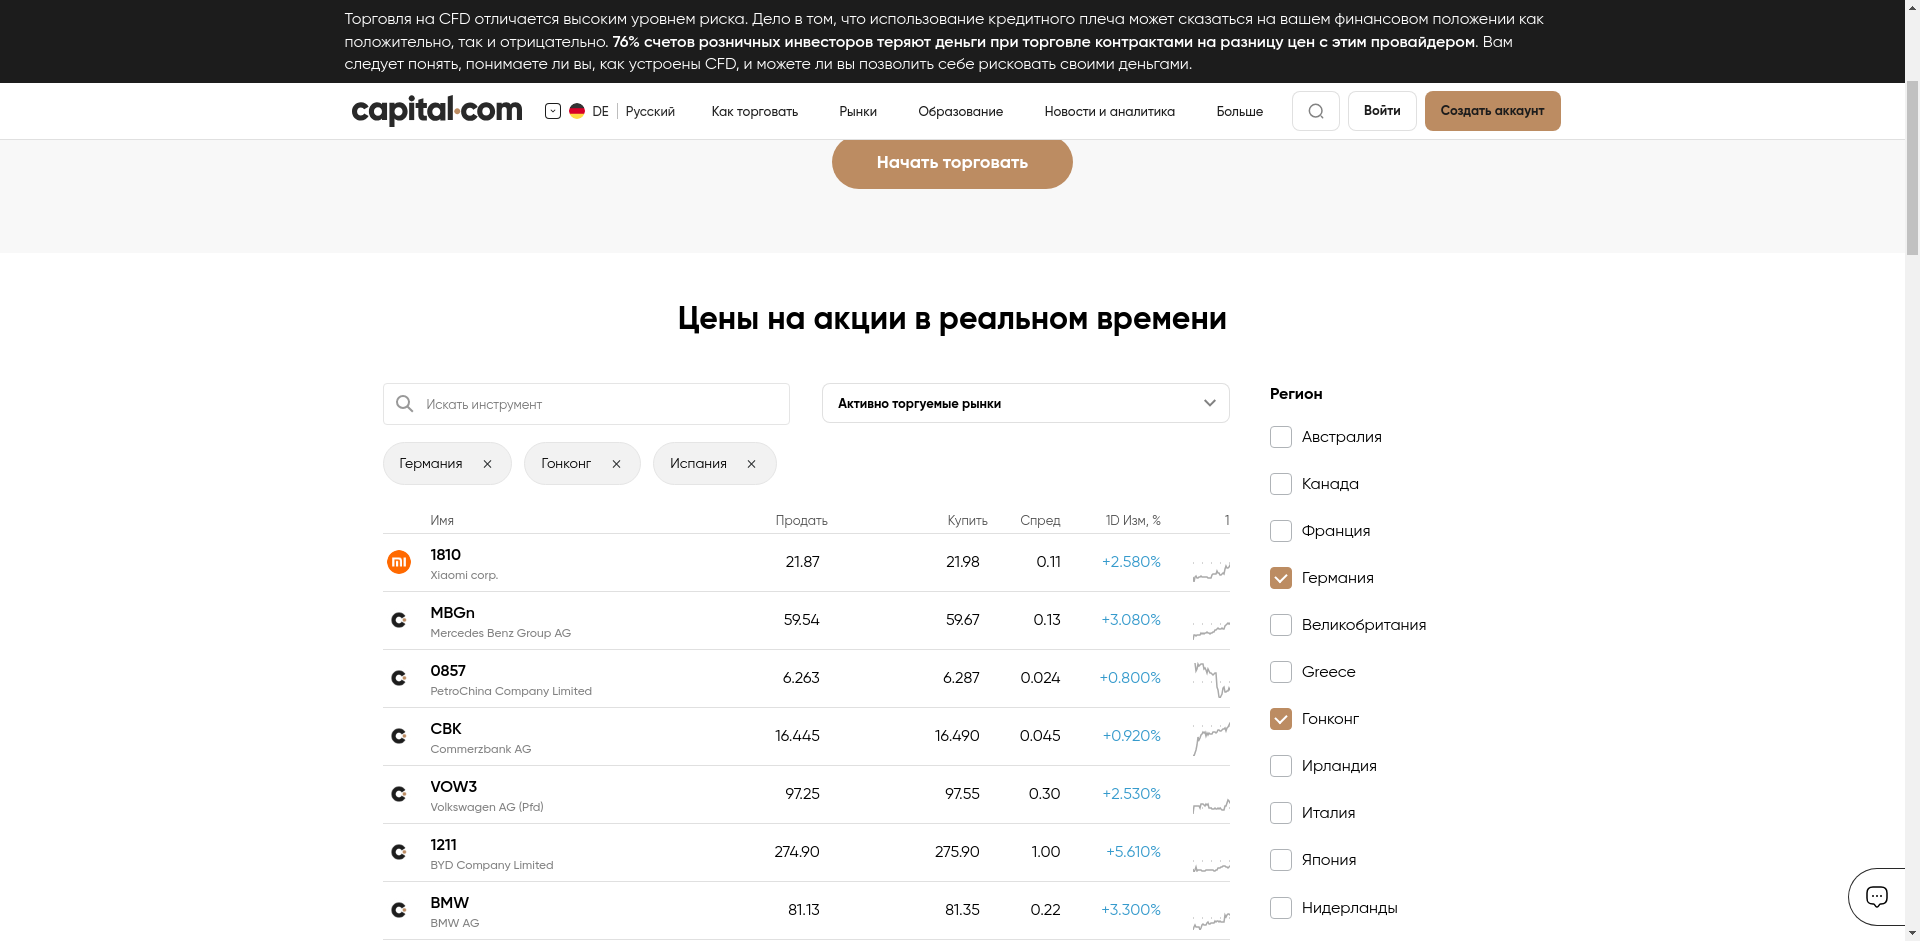 Торговля на CFD отличается высоким уровнем риска. Дело в том, что использование кредитного плеча может сказаться на вашем финансовом положении как
положительно, так и отрицательно. 76% счетов розничных инвесторов теряют деньги при торговле контрактами на разницу цен с этим провайдером. Вам
следует понять, понимаете ли вы, как устроены CFD, и можете ли вы позволить себе рисковать своими деньгами.
capital.com DE Русский Как торговать Рынки Образование Новости и аналитика Больше Войти Создать аккаунт
Начать торговать
Цены на акции в реальном времени
Искать инструмент
Активно торгуемые рынки
Германия Гонконг Испания
Имя Продать Купить Спред 1D Изм, % 1
1810 21.87 21.98 0.11 +2.580%
Xiaomi corp.
MBGn 59.54 59.67 0.13 +3.080%
Mercedes Benz Group AG
0857 6.263 6.287 0.024 +0.800%
PetroChina Company Limited
CBK 16.445 16.490 0.045 +0.920%
Commerzbank AG
VOW3 97.25 97.55 0.30 +2.530%
Volkswagen AG (Pfd)
1211 274.90 275.90 1.00 +5.610%
BYD Company Limited
BMW 81.13 81.35 0.22 +3.300%
BMW AG
Регион
Австралия
Канада
Франция
Германия
Великобритания
Greece
Гонконг
Ирландия
Италия
Япония
Нидерланды